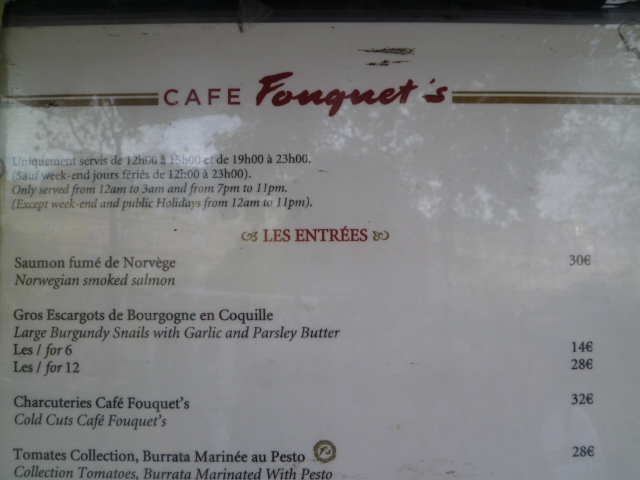 CAFE Fouquet's
Uniquement servis de 12h00 à 15h00 et de 19h00 à 23h00.
(Sauf week-end jours fériés de 12h00 à 23h00).
Only served from 12am to 3am and from 7pm to 11pm.
(Except week-end and public Holidays from 12am to 11pm).
LES ENTRÉES
Saumon fumé de Norvège 30€
Norwegian smoked salmon
Gros Escargots de Bourgogne en Coquille
Large Burgundy Snails with Garlic and Parsley Butter
Les / for 6 14€
Les / for 12 28€
Charcuteries Café Fouquet's 32€
Cold Cuts Café Fouquet's
Tomates Collection, Burrata Marinée au Pesto 28€
Collection Tomatoes, Burrata Marinated With Pesto